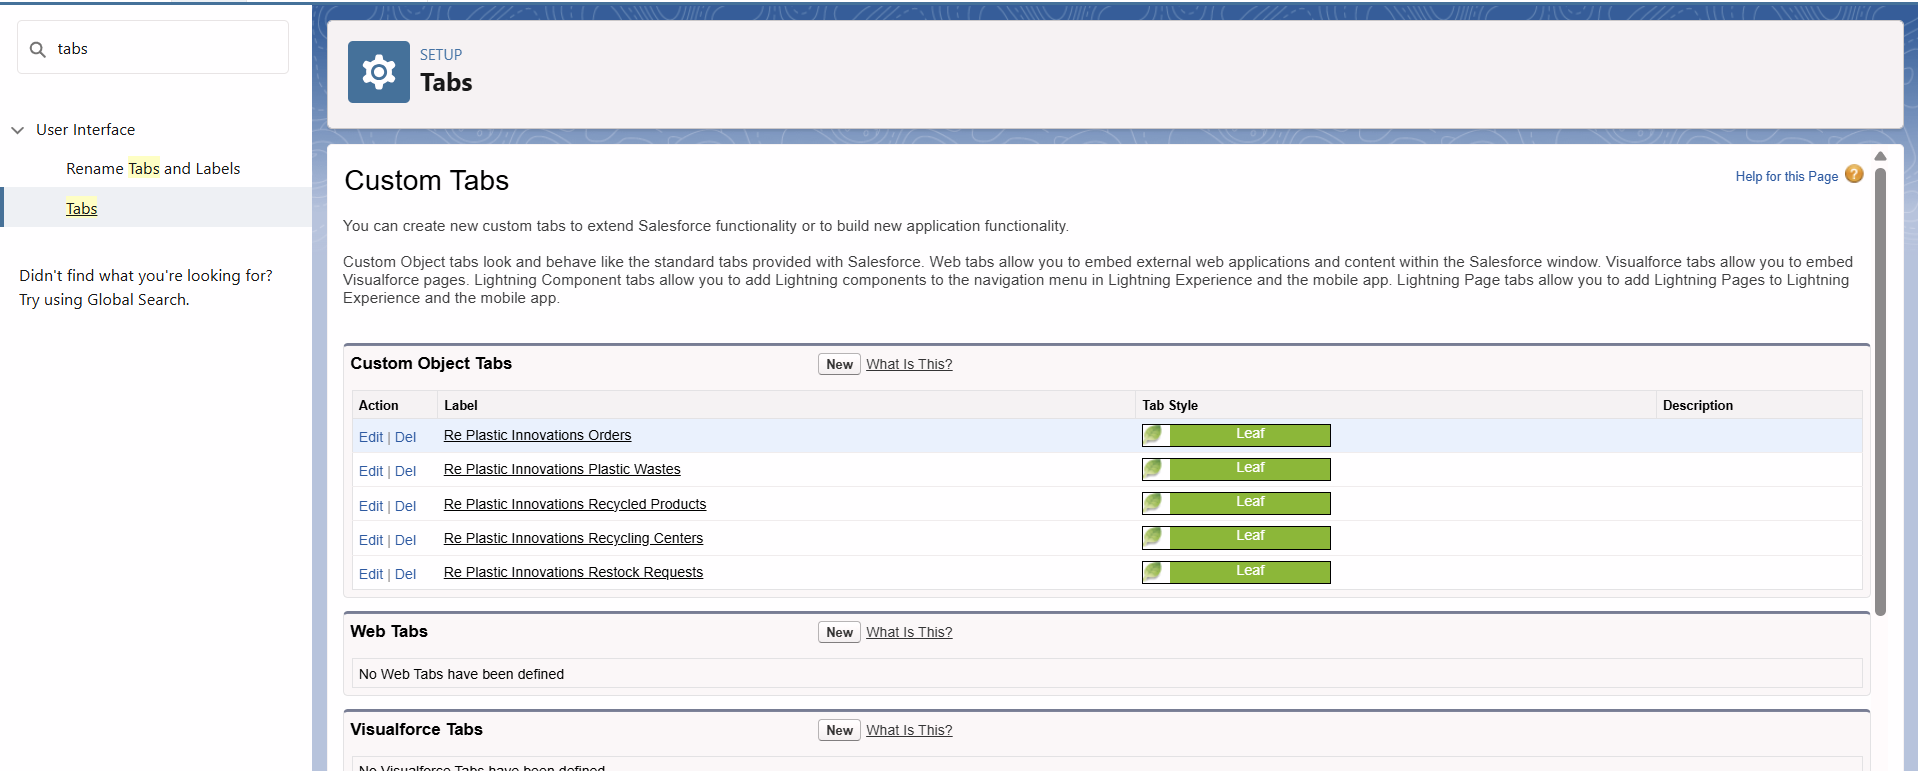 tabs
User Interface
Rename Tabs and Labels
Tabs
Didn't find what you're looking for?
Try using Global Search.
SETUP
Tabs
Custom Tabs
Help for this Page ?
You can create new custom tabs to extend Salesforce functionality or to build new application functionality.
Custom Object tabs look and behave like the standard tabs provided with Salesforce. Web tabs allow you to embed external web applications and content within the Salesforce window. Visualforce tabs allow you to embed
Visualforce pages. Lightning Component tabs allow you to add Lightning components to the navigation menu in Lightning Experience and the mobile app. Lightning Page tabs allow you to add Lightning Pages to Lightning
Experience and the mobile app.
Custom Object Tabs New What Is This?
Action Label Tab Style Description
Edit | Del Re Plastic Innovations Orders Leaf
Edit | Del Re Plastic Innovations Plastic Wastes Leaf
Edit | Del Re Plastic Innovations Recycled Products Leaf
Edit | Del Re Plastic Innovations Recycling Centers Leaf
Edit | Del Re Plastic Innovations Restock Requests Leaf
Web Tabs New What Is This?
No Web Tabs have been defined
Visualforce Tabs New What Is This?
No Visualforce Tabs have been defined